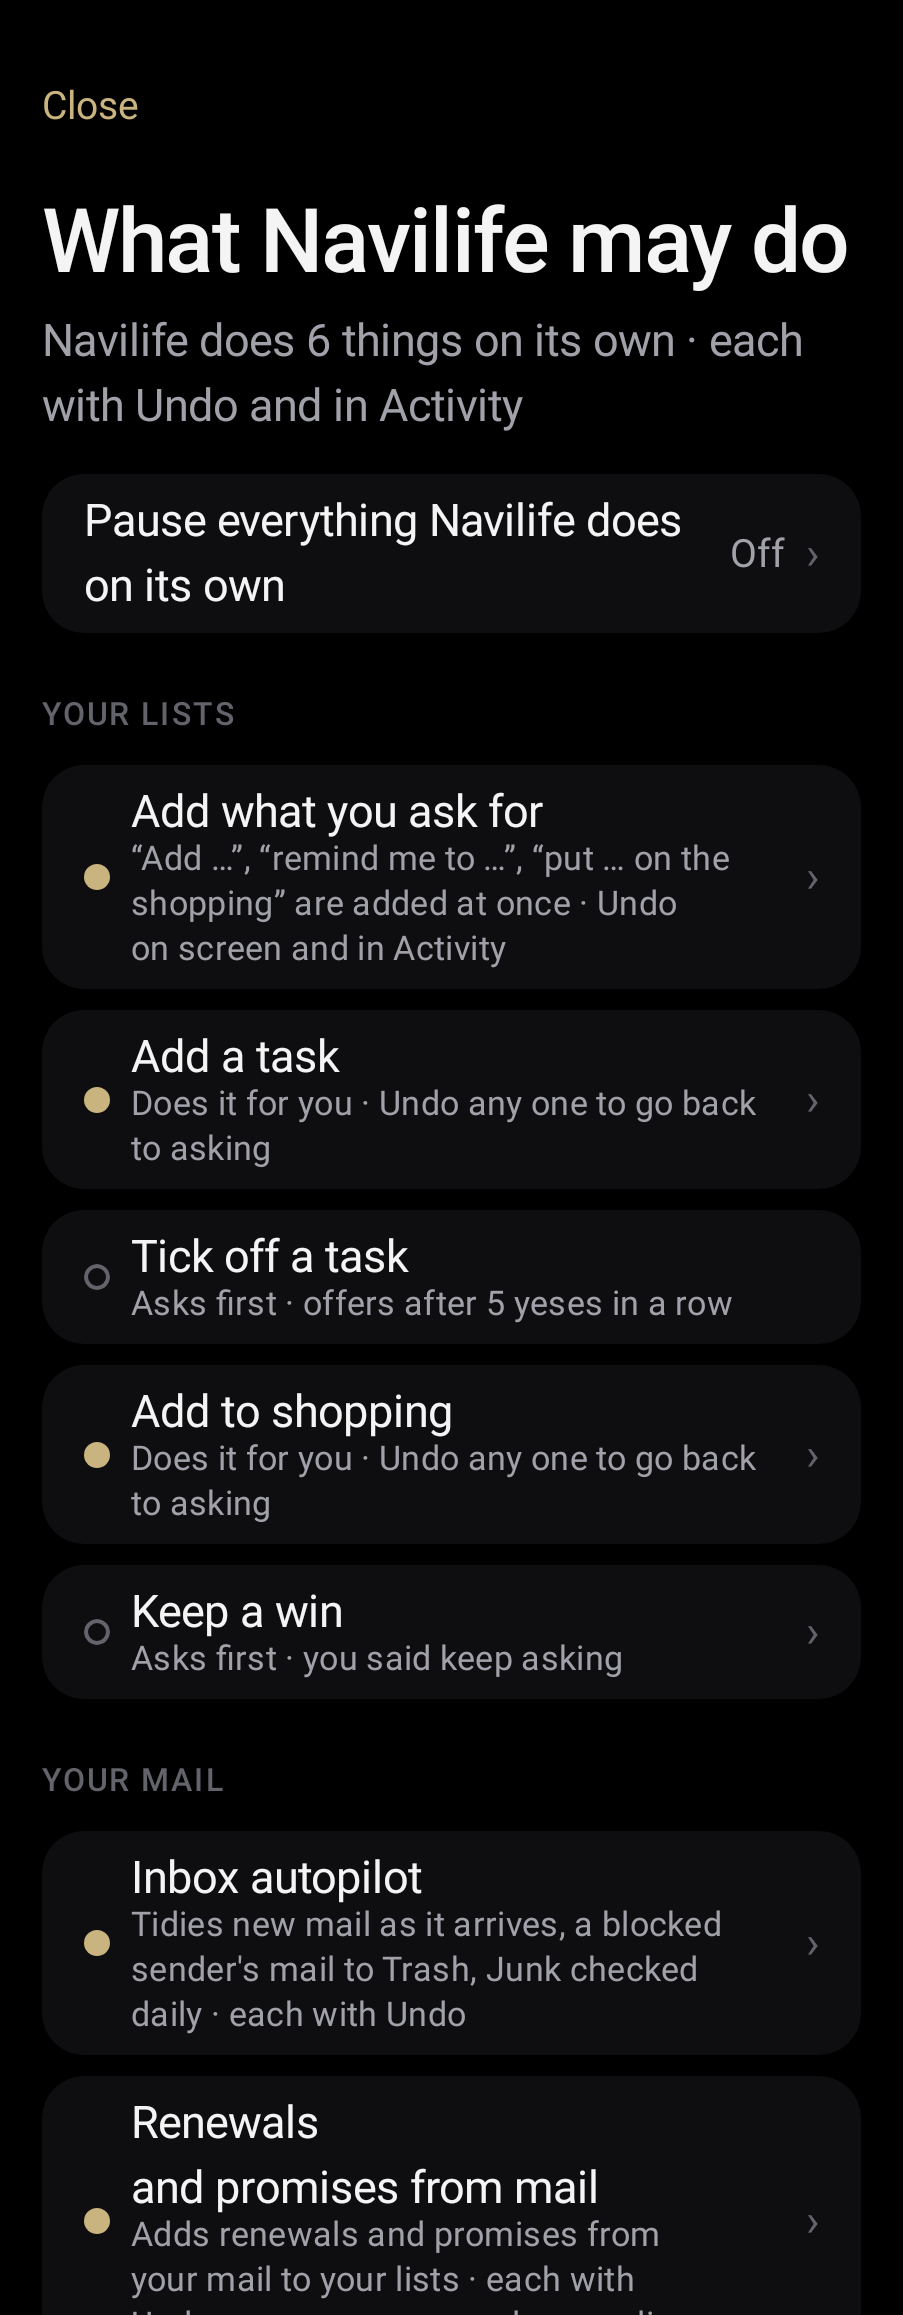 Close
What Navilife may do
Navilife does 6 things on its own · each
with Undo and in Activity
Pause everything Navilife does
on its own
Off ›
YOUR LISTS
Add what you ask for
“Add …”, “remind me to …”, “put … on the
shopping” are added at once · Undo
on screen and in Activity
›
Add a task
Does it for you · Undo any one to go back
to asking
›
Tick off a task
Asks first · offers after 5 yeses in a row
Add to shopping
Does it for you · Undo any one to go back
to asking
›
Keep a win
Asks first · you said keep asking
›
YOUR MAIL
Inbox autopilot
Tidies new mail as it arrives, a blocked
sender's mail to Trash, Junk checked
daily · each with Undo
›
Renewals
and promises from mail
Adds renewals and promises from
your mail to your lists · each with
›